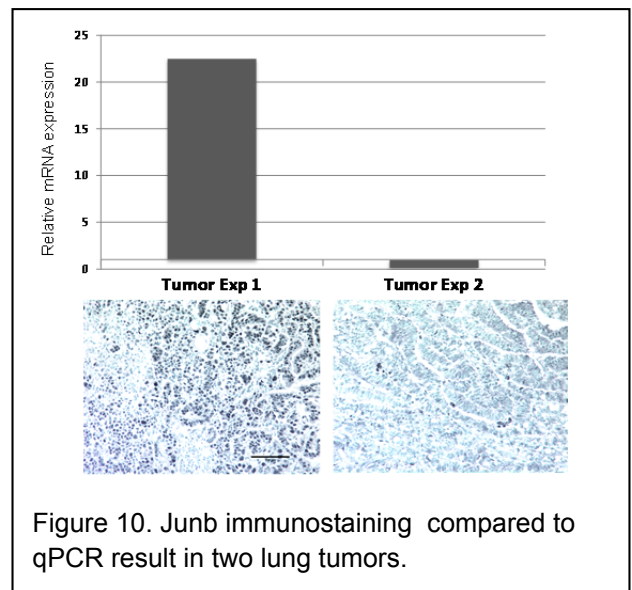 25
20
15
10
5
0
Relative mRNA expression
Tumor Exp 1
Tumor Exp 2
Figure 10. Junb immunostaining compared to
qPCR result in two lung tumors.